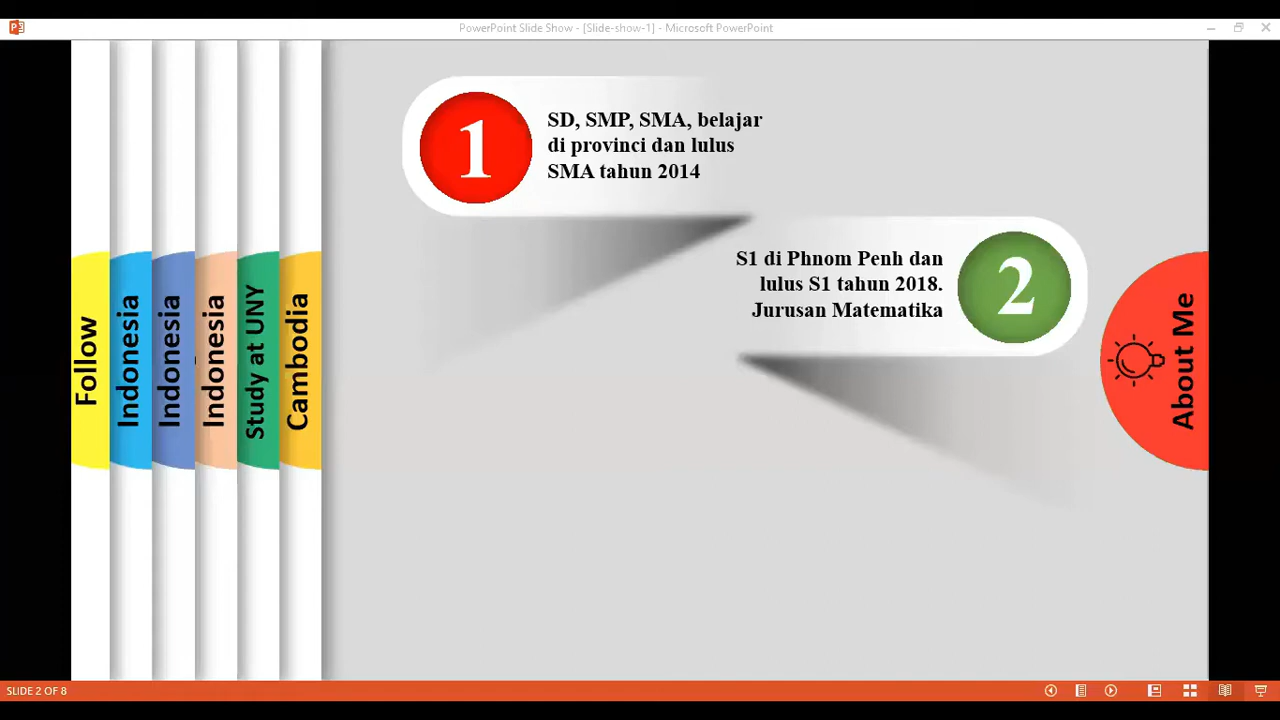 PowerPoint Slide Show - [Slide-show-1] - Microsoft PowerPoint
1
SD, SMP, SMA, belajar
di provinci dan lulus
SMA tahun 2014
S1 di Phnom Penh dan
lulus S1 tahun 2018.
Jurusan Matematika
2
Follow
Indonesia
Indonesia
Indonesia
Study at UNY
Cambodia
About Me
SLIDE 2 OF 8